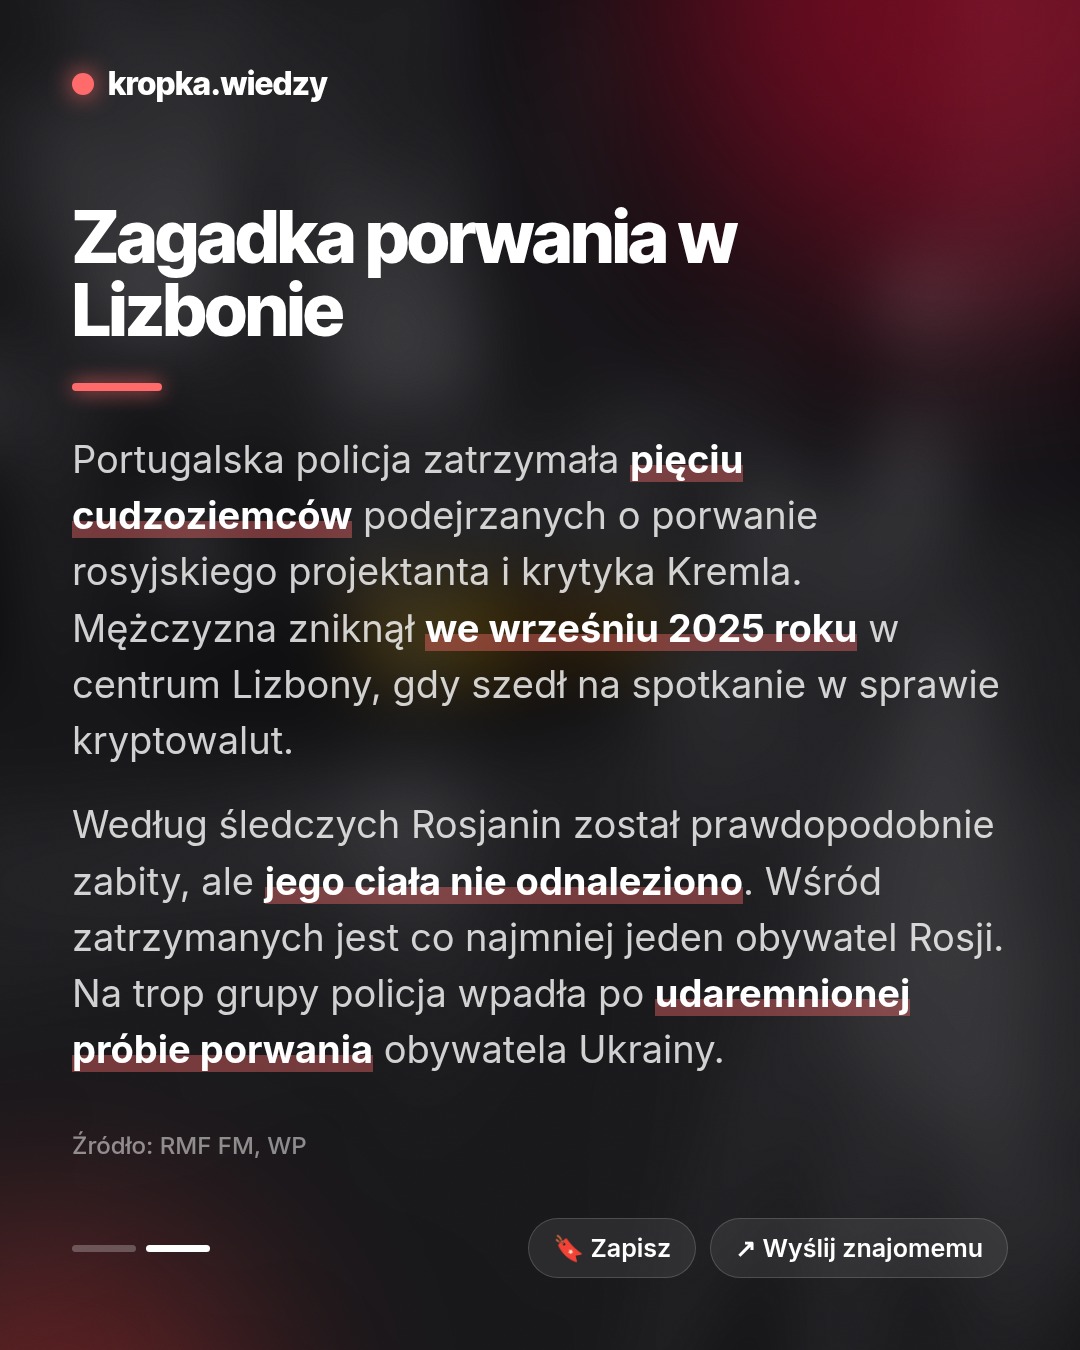 kropka.wiedzy
Zagadka porwania w
Lizbonie
Portugalska policja zatrzymała pięciu
cudzoziemców podejrzanych o porwanie
rosyjskiego projektanta i krytyka Kremla.
Mężczyzna zniknął we wrześniu 2025 roku w
centrum Lizbony, gdy szedł na spotkanie w sprawie
kryptowalut.
Według śledczych Rosjanin został prawdopodobnie
zabity, ale jego ciała nie odnaleziono. Wśród
zatrzymanych jest co najmniej jeden obywatel Rosji.
Na trop grupy policja wpadła po udaremnionej
próbie porwania obywatela Ukrainy.
Źródło: RMF FM, WP
🔖 Zapisz
↗ Wyślij znajomemu